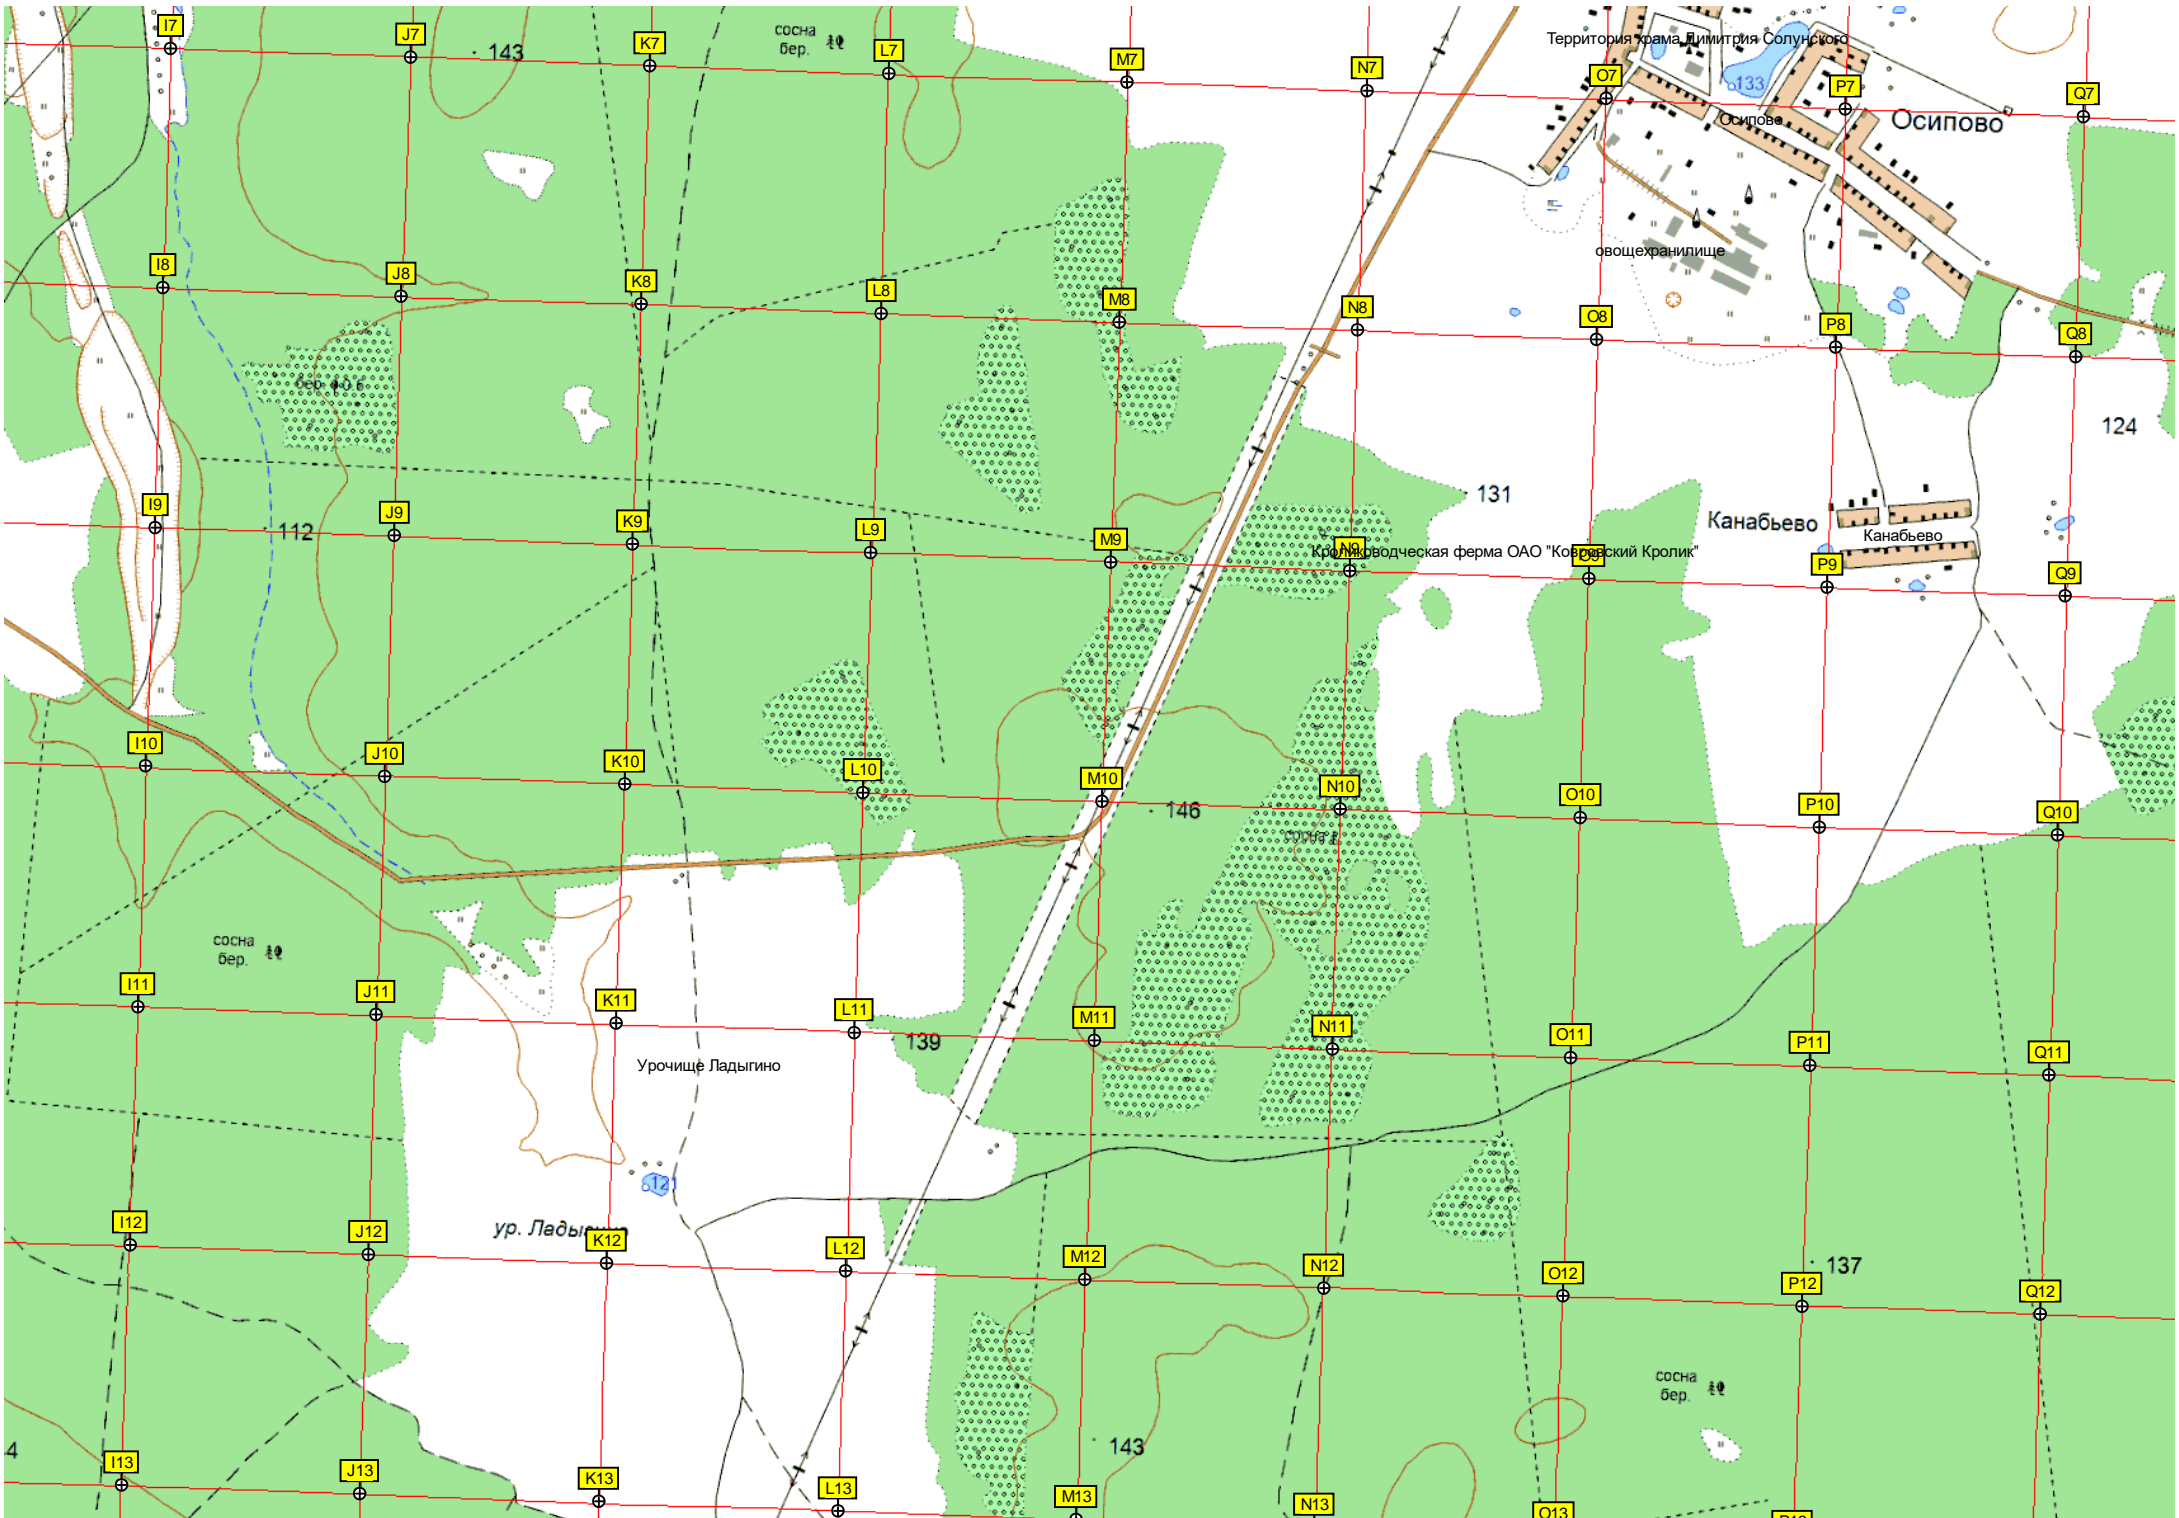 I7
J7
143
K7
сосна
бер.
L7
M7
N7
Территория храма Димитрия Солунского
O7
133
P7
Q7
Осипово
Осипово
овощехранилище
I8
J8
K8
L8
M8
N8
O8
P8
Q8
124
131
I9
112
J9
K9
L9
M9
N9
Кролиководческая ферма ОАО "Ковровский Кролик"
Канабьево
Канабьево
P9
Q9
I10
J10
K10
L10
M10
146
N10
O10
P10
Q10
сосна
сосна
бер.
I11
J11
K11
L11
139
M11
N11
O11
P11
Q11
Урочище Ладыгино
121
ур. Ладыгино
I12
J12
K12
L12
M12
N12
O12
137
P12
Q12
сосна
бер.
143
4
I13
J13
K13
L13
M13
N13
O13